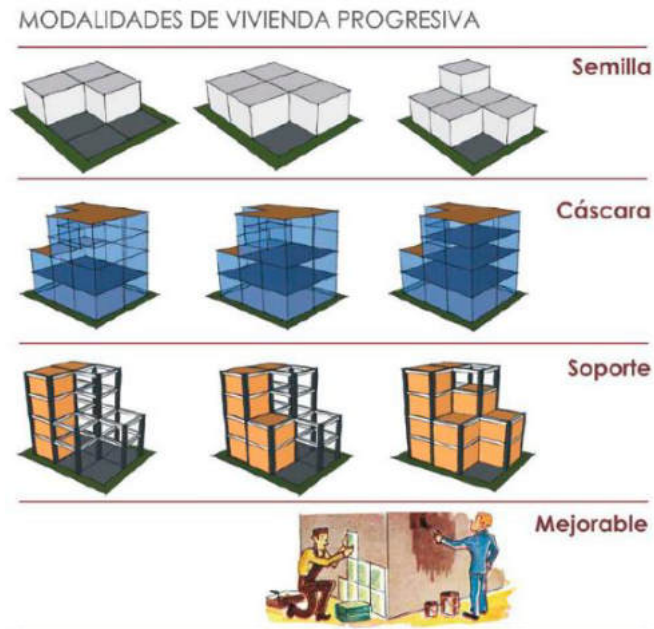 MODALIDADES DE VIVIENDA PROGRESIVA
Semilla
Cáscara
Soporte
Mejorable